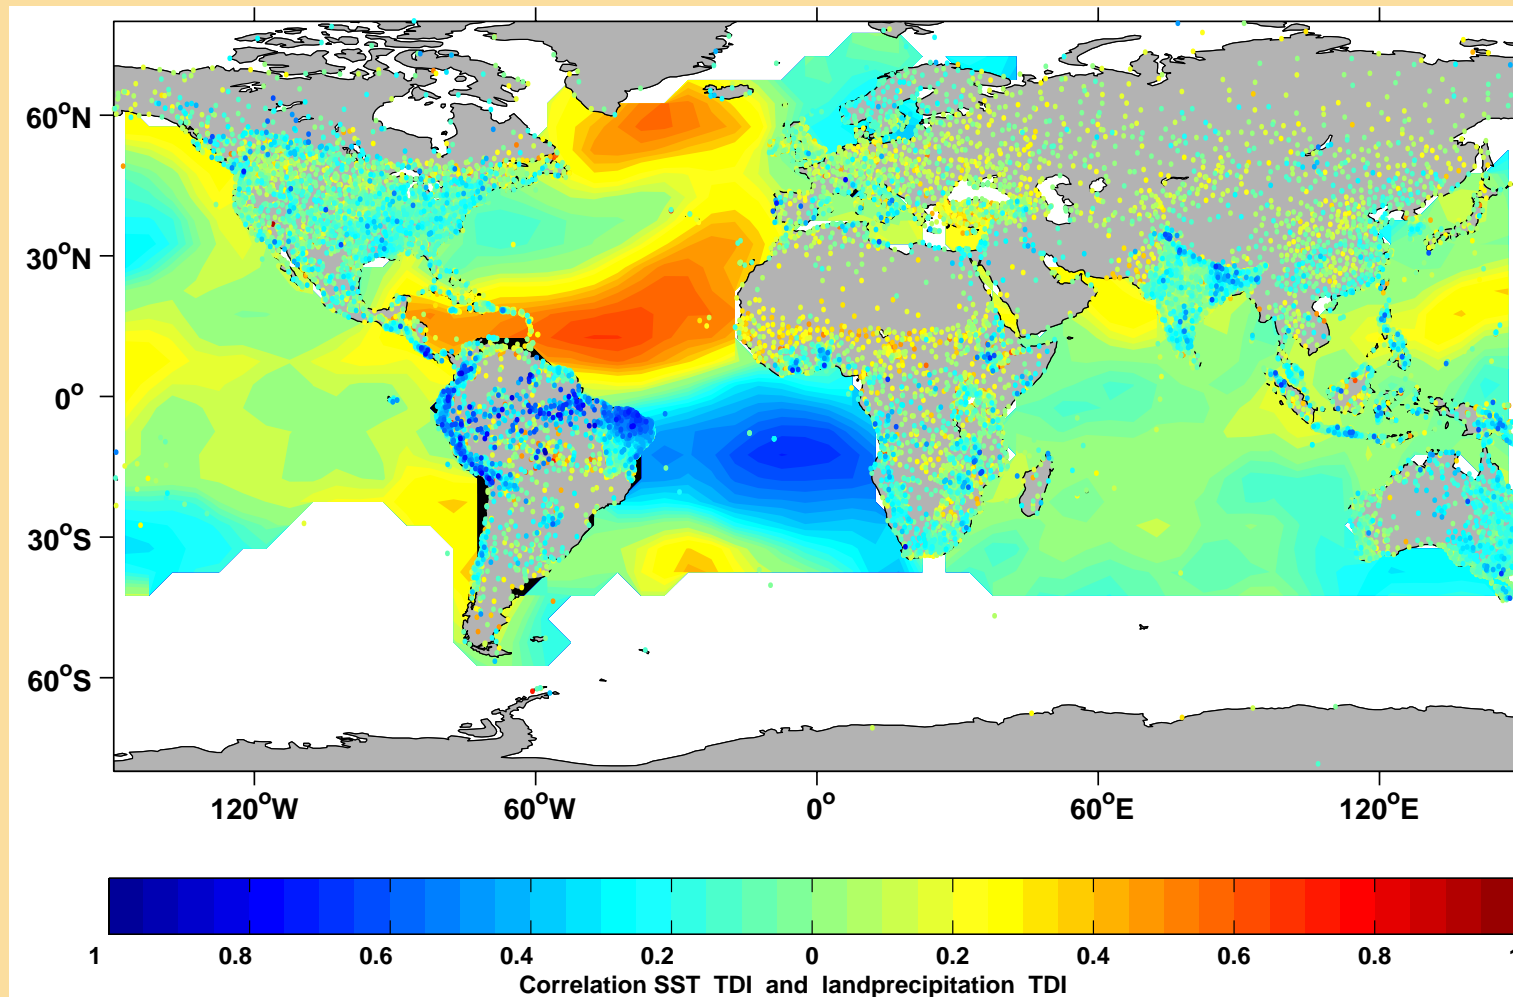 60°N
30°N
0°
30°S
60°S
120°W 60°W 0° 60°E 120°E
1 0.8 0.6 0.4 0.2 0 0.2 0.4 0.6 0.8 1
Correlation SST TDI and landprecipitation TDI